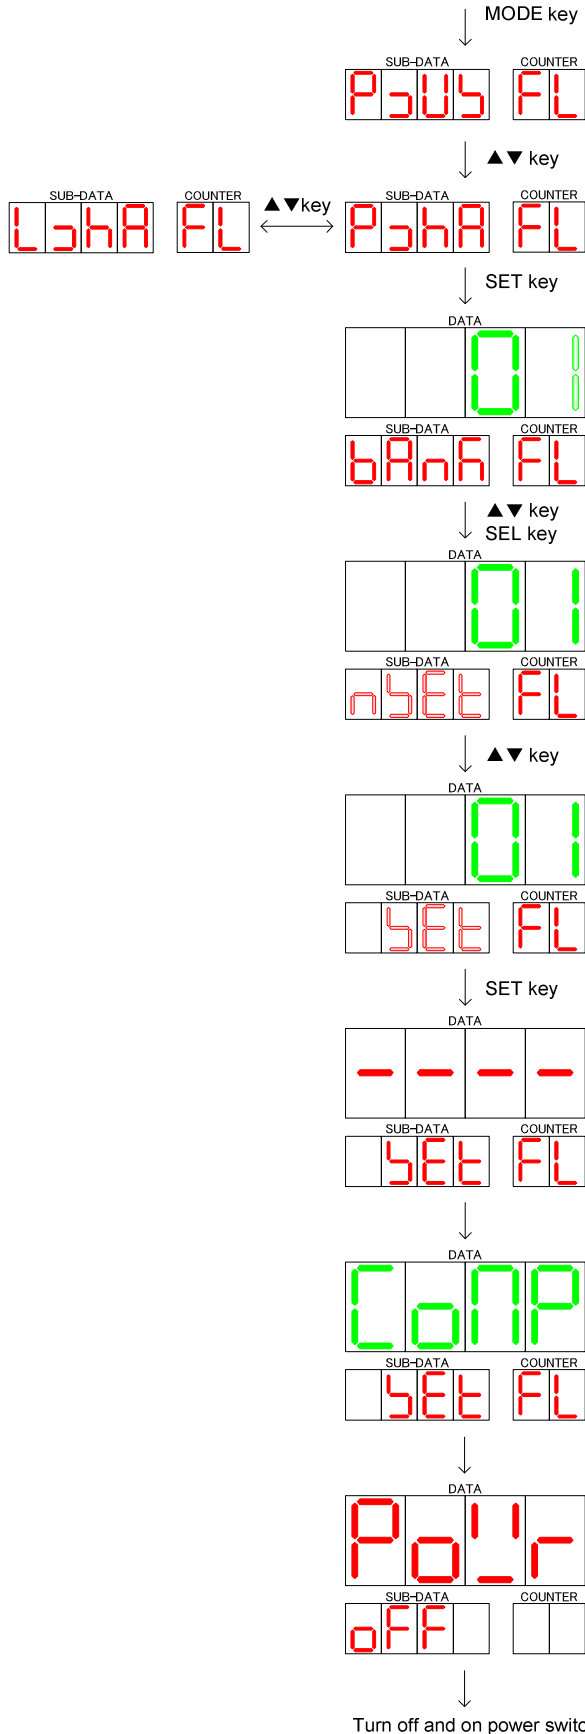 MODE key
SUB-DATA COUNTER
PsUS FL
▲▼ key
SUB-DATA COUNTER ▲▼key SUB-DATA COUNTER
LshA FL PshA FL
SET key
DATA
01
SUB-DATA COUNTER
bAnK FL
▲▼ key
SEL key
DATA
01
SUB-DATA COUNTER
nSEt FL
▲▼ key
DATA
01
SUB-DATA COUNTER
SEt FL
SET key
DATA
----
SUB-DATA COUNTER
SEt FL
DATA
CoMP
SUB-DATA COUNTER
SEt FL
DATA
PoWr
SUB-DATA COUNTER
oFF
Turn off and on power switc